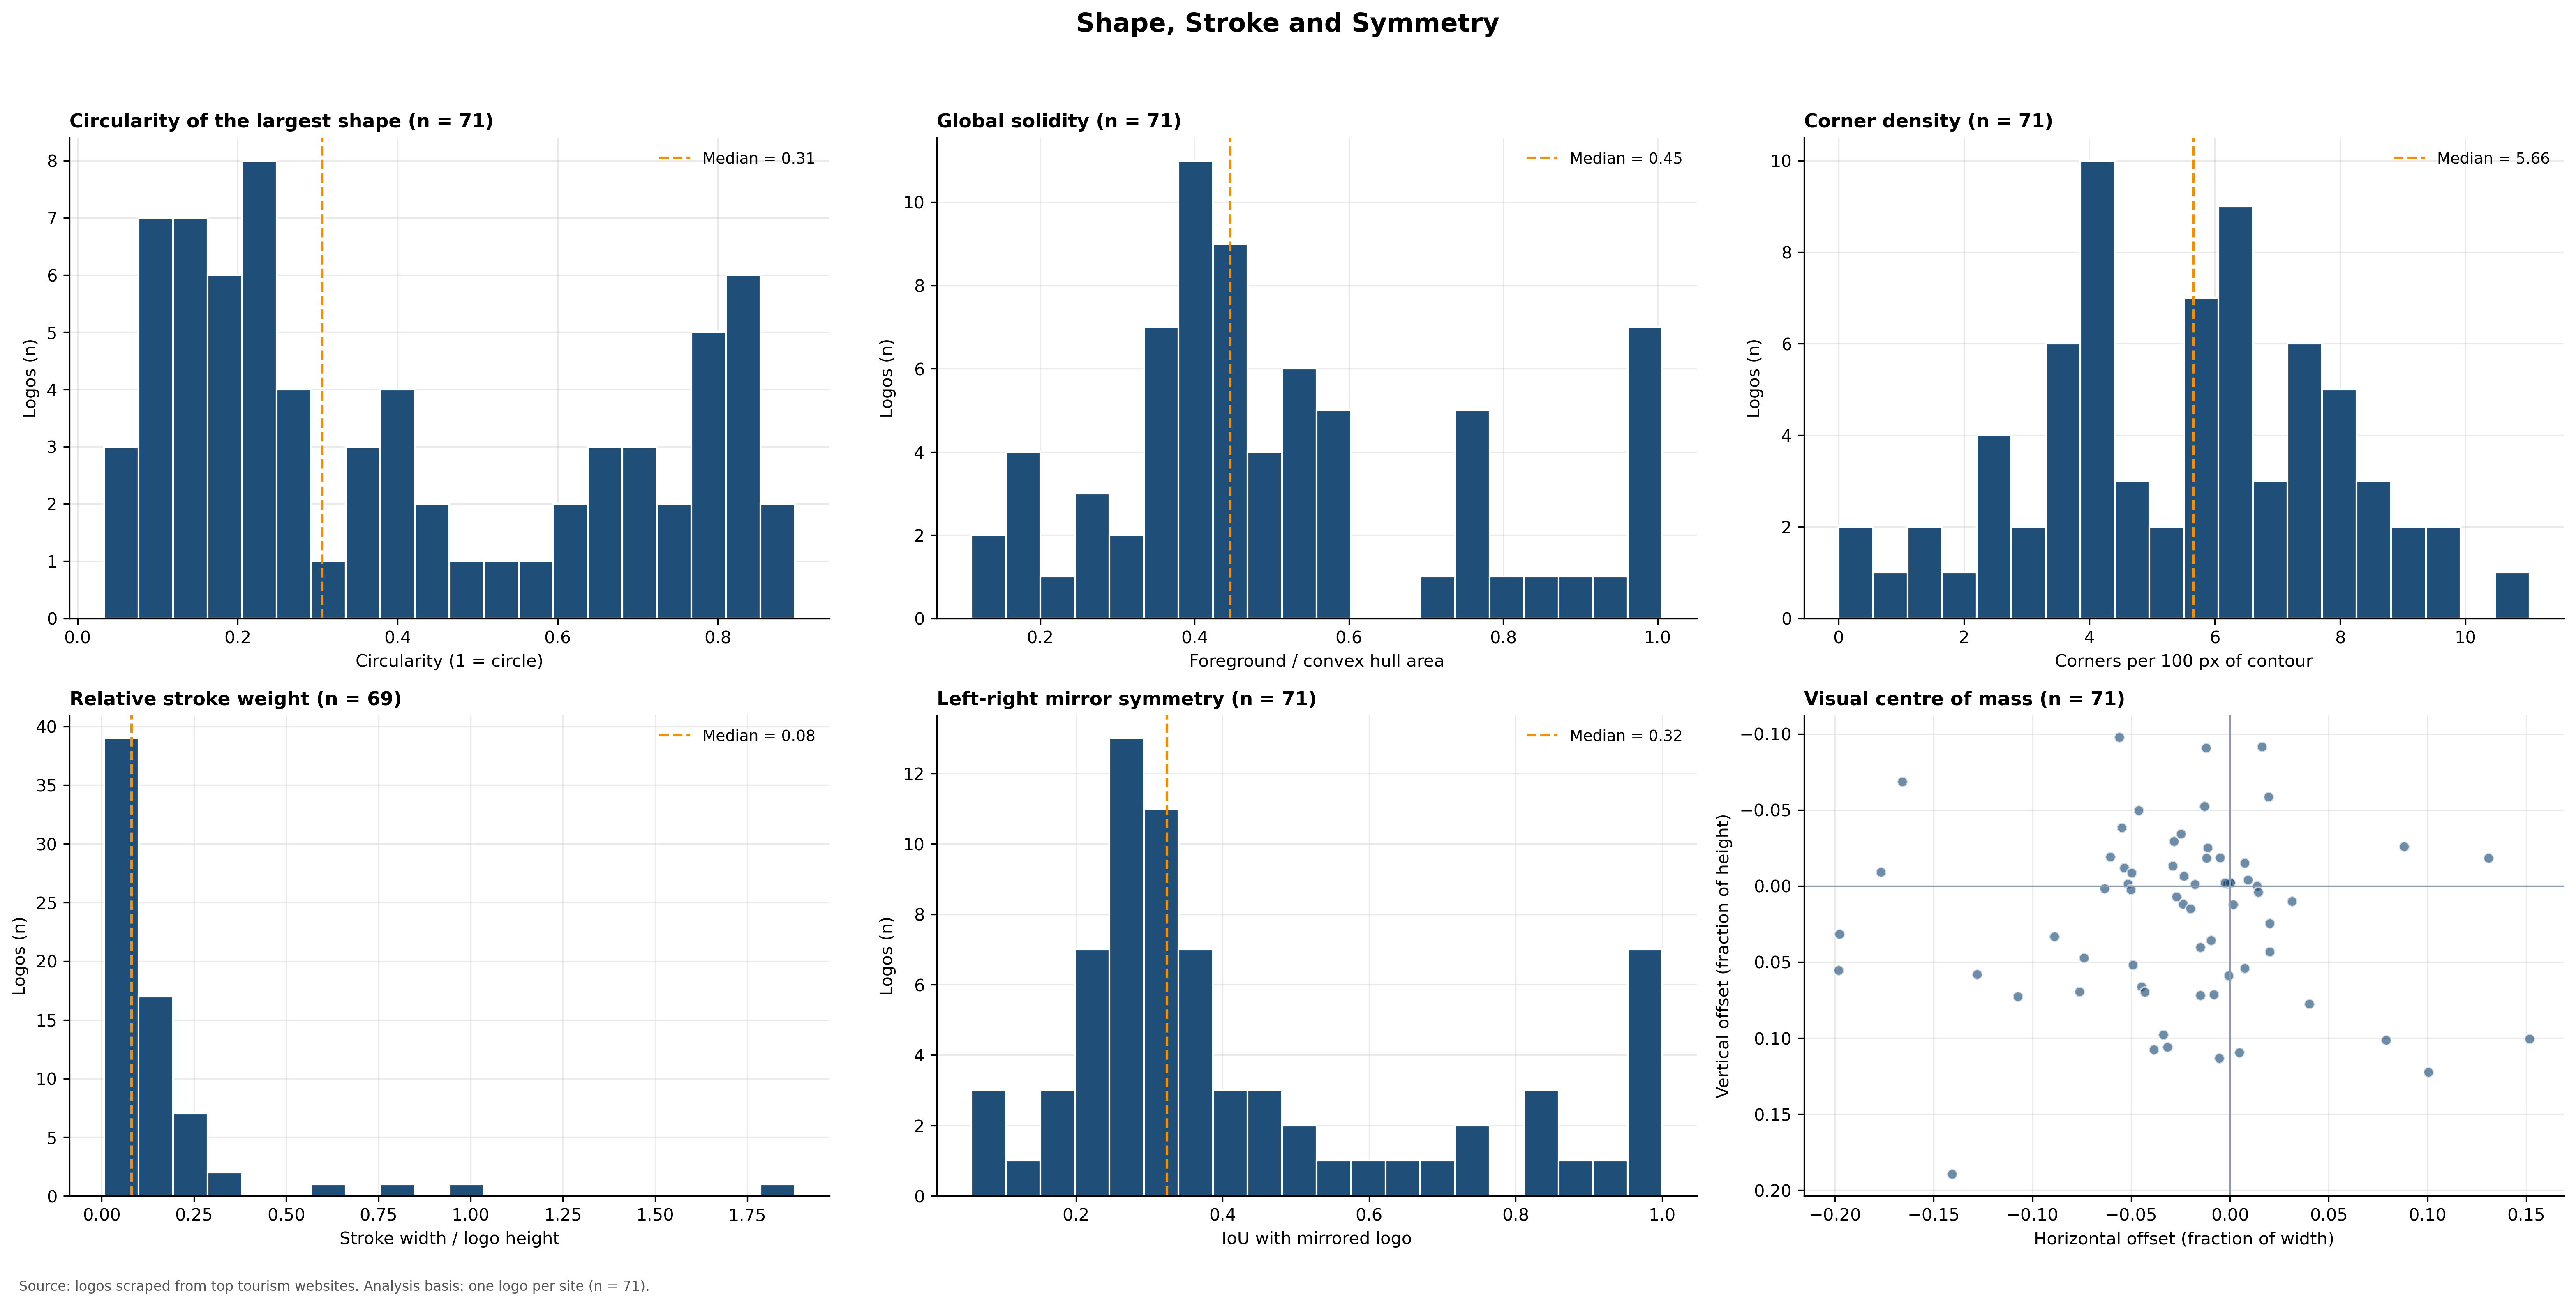 Shape, Stroke and Symmetry
Circularity of the largest shape (n = 71)
Median = 0.31
Logos (n)
8
7
6
5
4
3
2
1
0
0.0 0.2 0.4 0.6 0.8
Circularity (1 = circle)
Global solidity (n = 71)
Median = 0.45
Logos (n)
10
8
6
4
2
0
0.2 0.4 0.6 0.8 1.0
Foreground / convex hull area
Corner density (n = 71)
Median = 5.66
Logos (n)
10
8
6
4
2
0
0 2 4 6 8 10
Corners per 100 px of contour
Relative stroke weight (n = 69)
Median = 0.08
Logos (n)
40
35
30
25
20
15
10
5
0
0.00 0.25 0.50 0.75 1.00 1.25 1.50 1.75
Stroke width / logo height
Left-right mirror symmetry (n = 71)
Median = 0.32
Logos (n)
12
10
8
6
4
2
0
0.2 0.4 0.6 0.8 1.0
IoU with mirrored logo
Visual centre of mass (n = 71)
Vertical offset (fraction of height)
−0.10
−0.05
0.00
0.05
0.10
0.15
0.20
−0.20 −0.15 −0.10 −0.05 0.00 0.05 0.10 0.15
Horizontal offset (fraction of width)
Source: logos scraped from top tourism websites. Analysis basis: one logo per site (n = 71).